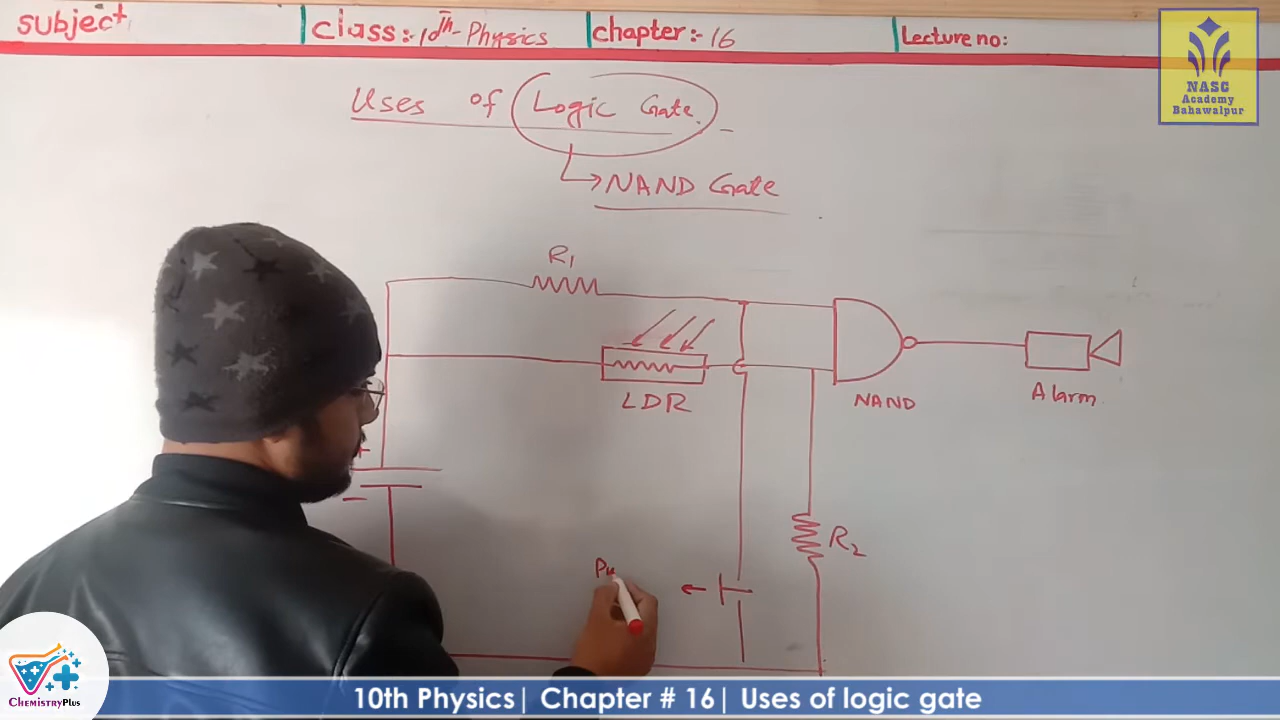 subject class:- 10th- Physics chapter:- 16 Lecture no:
NASC
Academy
Bahawalpur
Uses of Logic Gate.
NAND Gate
R1
LDR
NAND
Alarm.
+
R2
Pu
ChemistryPlus
10th Physics| Chapter # 16| Uses of logic gate